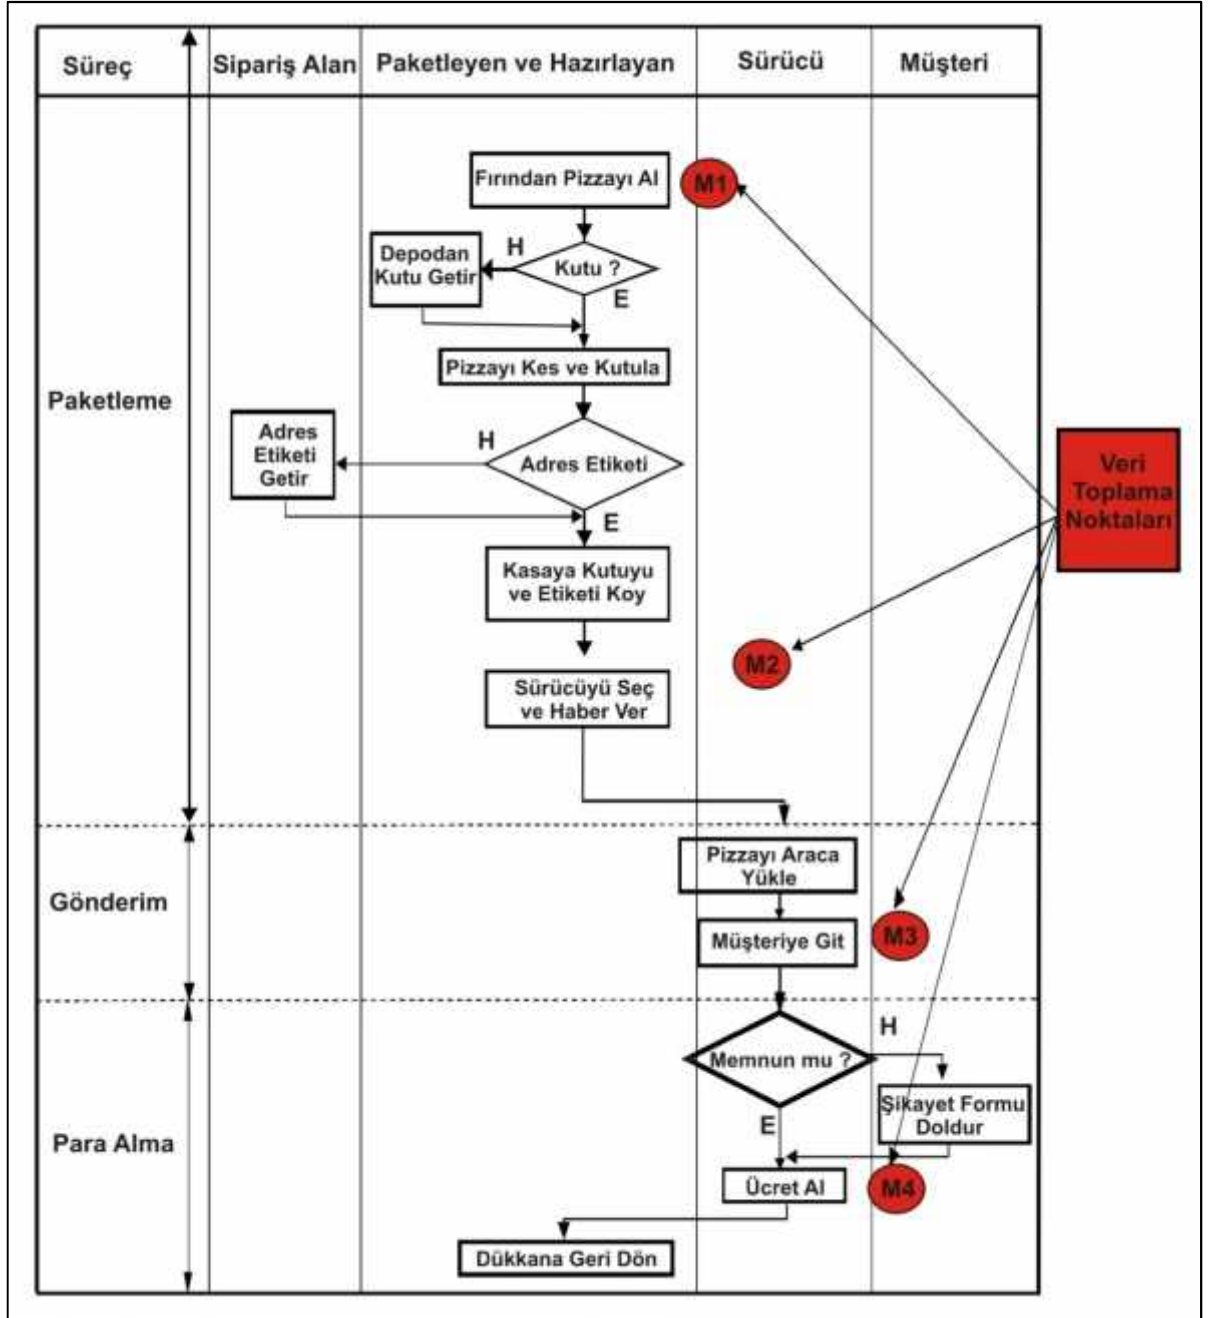 Süreç
Sipariş Alan
Paketleyen ve Hazırlayan
Sürücü
Müşteri
Fırından Pizzayı Al
M1
H
Depodan
Kutu Getir
Kutu ?
E
Pizzayı Kes ve Kutula
Paketleme
Adres
Etiketi
Getir
H
Adres Etiketi
E
Veri
Toplama
Noktaları
Kasaya Kutuyu
ve Etiketi Koy
M2
Sürücüyü Seç
ve Haber Ver
Gönderim
Pizzayı Araca
Yükle
Müşteriye Git
M3
H
Memnun mu ?
Şikayet Formu
Doldur
Para Alma
E
Ücret Al
M4
Dükkana Geri Dön